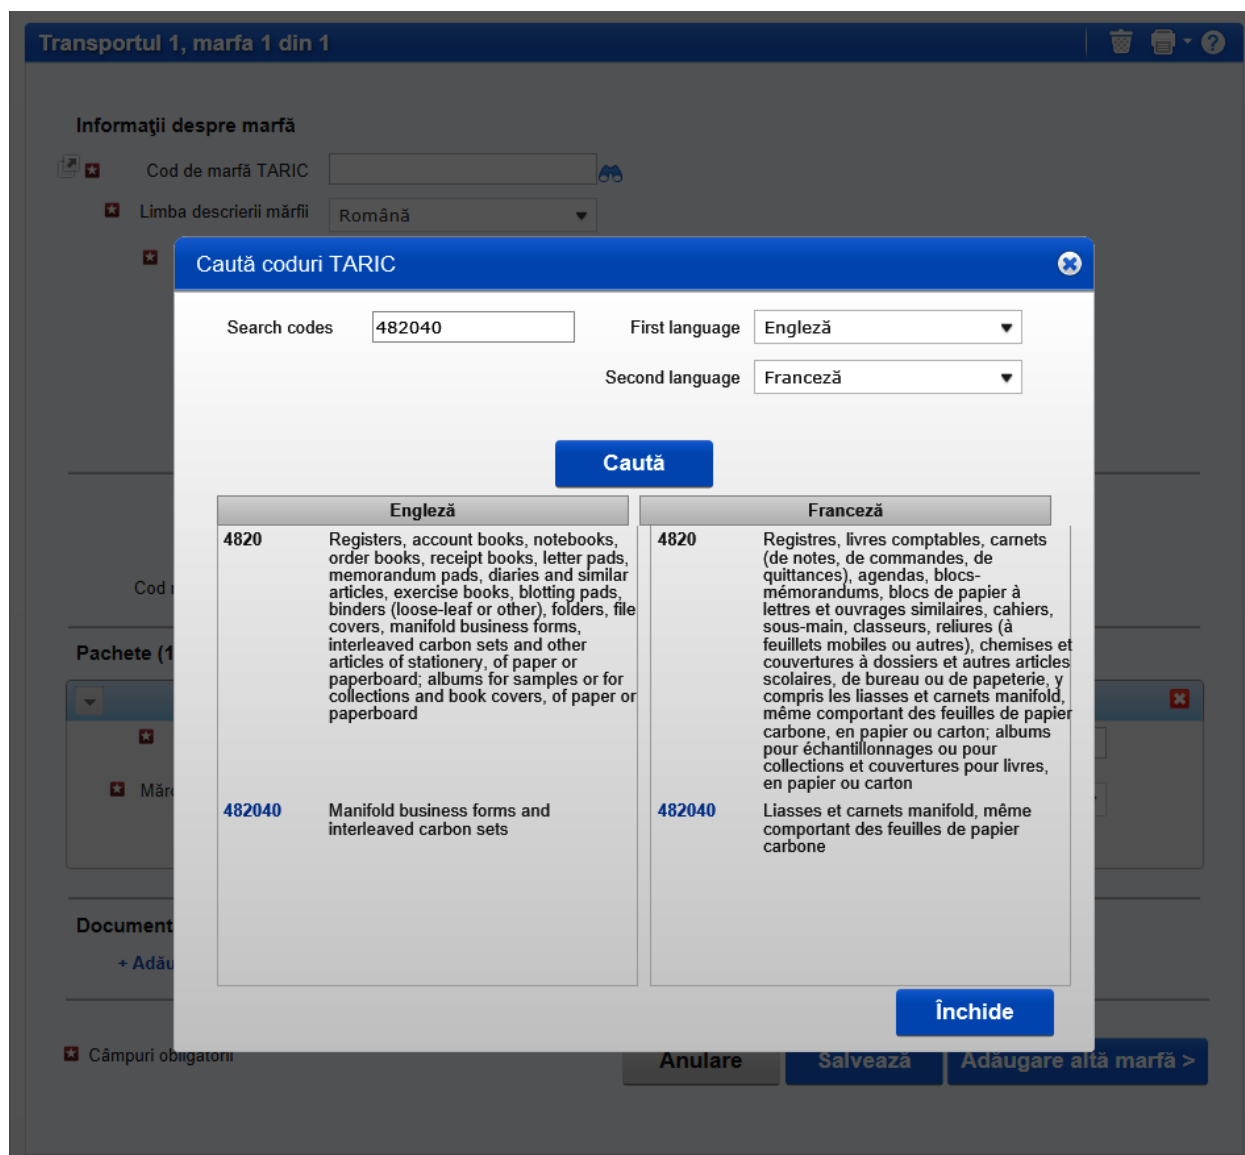 Transportul 1, marfa 1 din 1
Informaţii despre marfă
Cod de marfă TARIC
Limba descrierii mărfii
Română
Caută coduri TARIC
Search codes
482040
First language
Engleză
Second language
Franceză
Caută
Engleză
Franceză
4820
Registers, account books, notebooks,
order books, receipt books, letter pads,
memorandum pads, diaries and similar
articles, exercise books, blotting pads,
binders (loose-leaf or other), folders, file
covers, manifold business forms,
interleaved carbon sets and other
articles of stationery, of paper or
paperboard; albums for samples or for
collections and book covers, of paper or
paperboard
482040
Manifold business forms and
interleaved carbon sets
4820
Registres, livres comptables, carnets
(de notes, de commandes, de
quittances), agendas, blocs-
mémorandums, blocs de papier à
lettres et ouvrages similaires, cahiers,
sous-main, classeurs, reliures (à
feuillets mobiles ou autres), chemises et
couvertures à dossiers et autres articles
scolaires, de bureau ou de papeterie, y
compris les liasses et carnets manifold,
même comportant des feuilles de papier
carbone, en papier ou carton; albums
pour échantillonnages ou pour
collections et couvertures pour livres,
en papier ou carton
482040
Liasses et carnets manifold, même
comportant des feuilles de papier
carbone
Închide
Cod
Pachete (1
Document
+ Adău
Câmpuri obligatorii
Anulare
Salvează
Adăugare altă marfă >